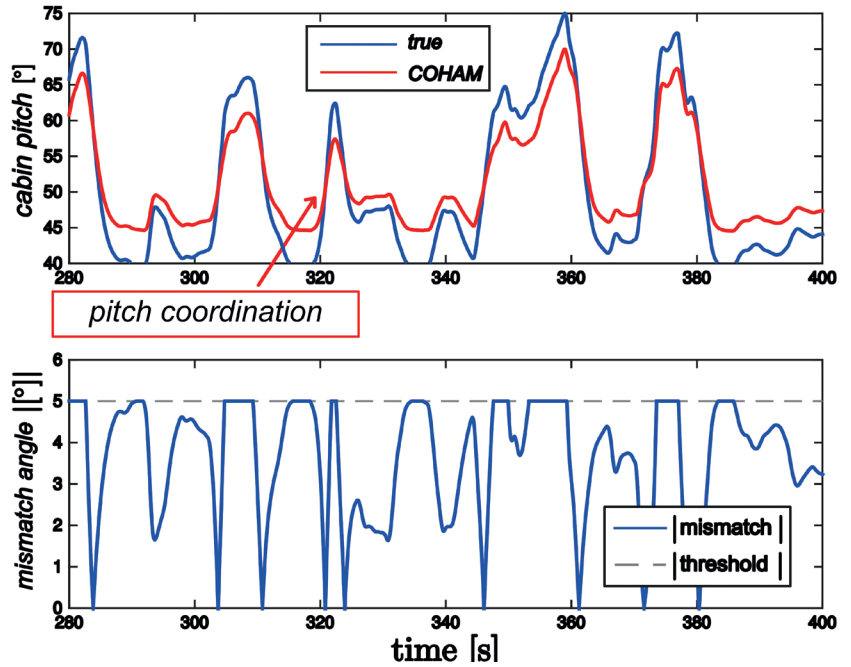 75
70
65
60
55
50
45
40
cabin pitch [°]
true
COHAM
280 300 320 340 360 380 400
pitch coordination
6
5
4
3
2
1
0
mismatch angle |[°]|
|mismatch|
|threshold|
280 300 320 340 360 380 400
time [s]